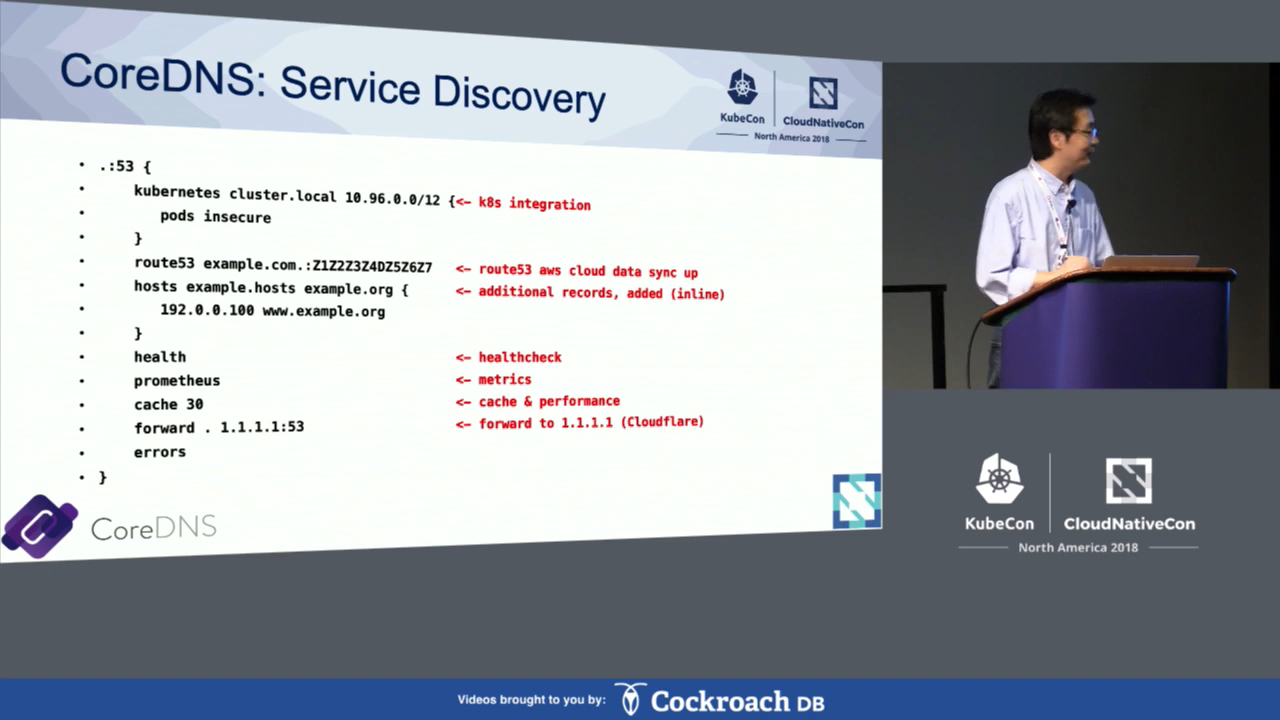 CoreDNS: Service Discovery
KubeCon
CloudNativeCon
North America 2018
• .:53 {
• kubernetes cluster.local 10.96.0.0/12 {<- k8s integration
• pods insecure
• }
• route53 example.com.:Z1Z2Z3Z4DZ5Z6Z7 <- route53 aws cloud data sync up
• hosts example.hosts example.org { <- additional records, added (inline)
• 192.0.0.100 www.example.org
• }
• health <- healthcheck
• prometheus <- metrics
• cache 30 <- cache & performance
• forward . 1.1.1.1:53 <- forward to 1.1.1.1 (Cloudflare)
• errors
• }
CoreDNS
KubeCon
CloudNativeCon
North America 2018
Videos brought to you by: Cockroach DB